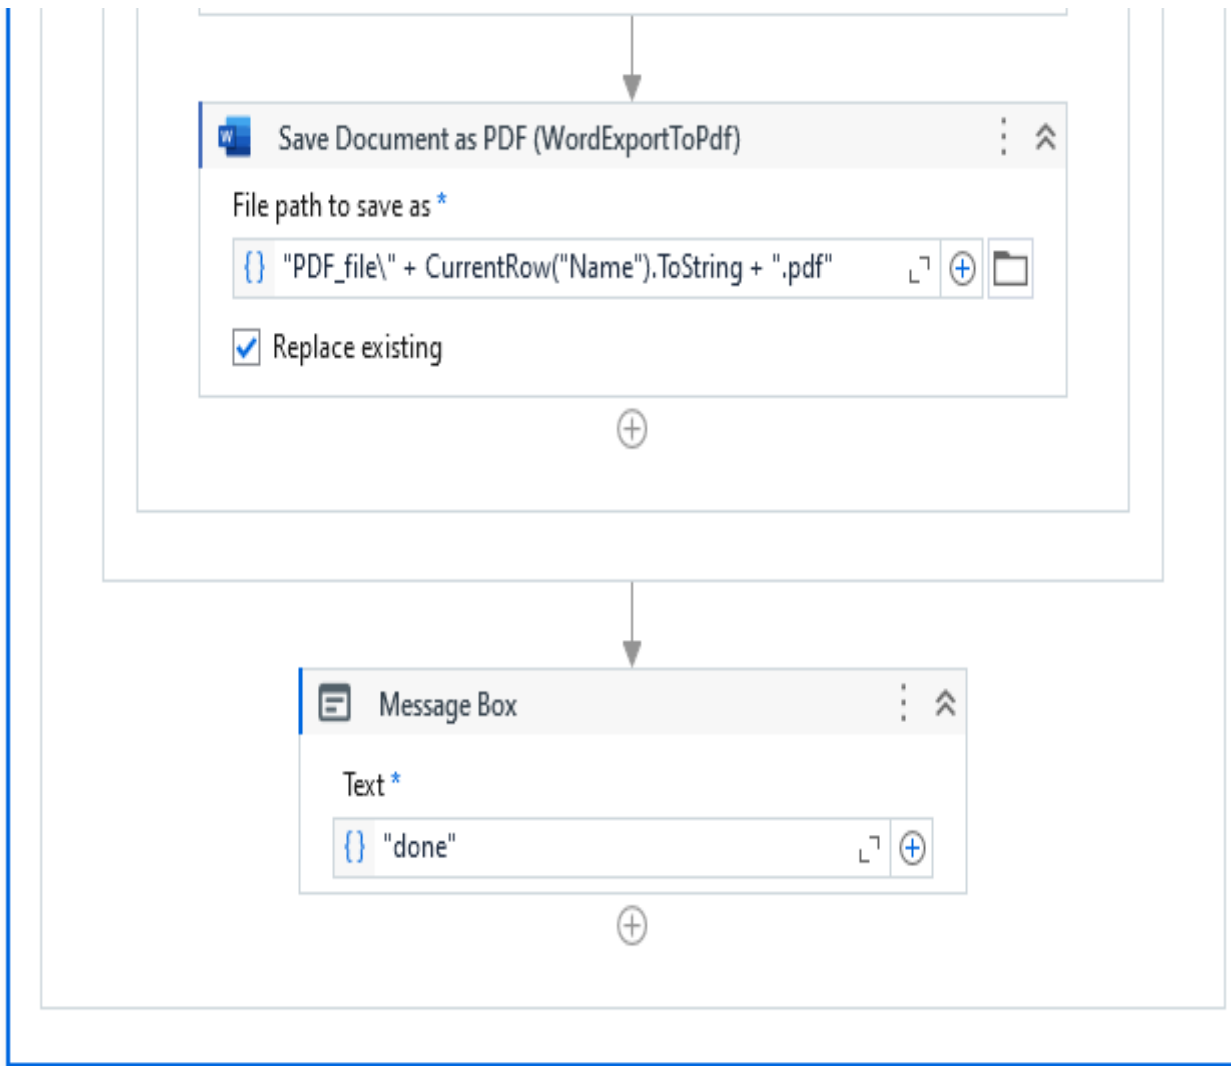 Save Document as PDF (WordExportToPdf)
File path to save as *
{} "PDF_file\" + CurrentRow("Name").ToString + ".pdf"
Replace existing
Message Box
Text *
{} "done"